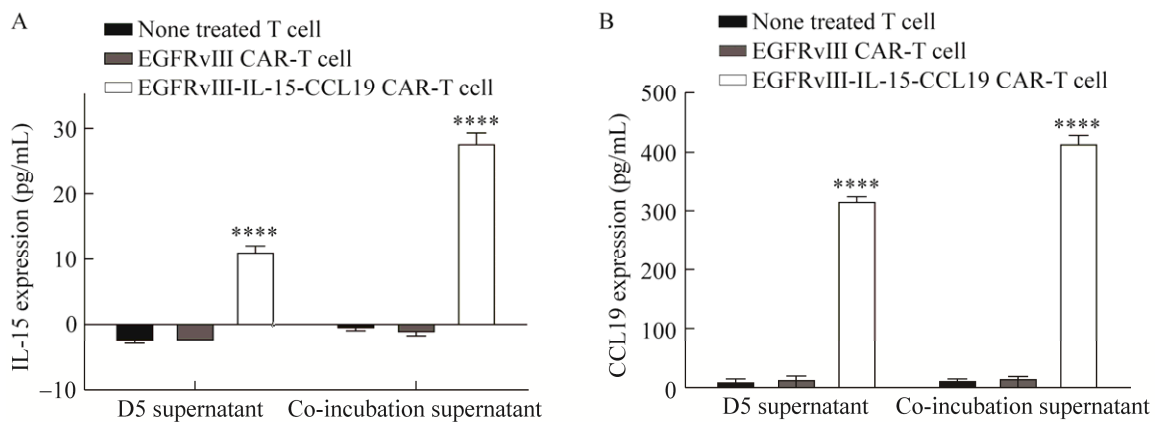 A
None treated T cell
EGFRvIII CAR-T cell
EGFRvIII-IL-15-CCL19 CAR-T ccll
IL-15 expression (pg/mL)
30
20
10
0
−10
****
****
D5 supernatant
Co-incubation supernatant
B
None treated T cell
EGFRvIII CAR-T cell
EGFRvIII-IL-15-CCL19 CAR-T cell
CCL19 expression (pg/mL)
500
400
300
200
100
0
****
****
D5 supernatant
Co-incubation supernatant